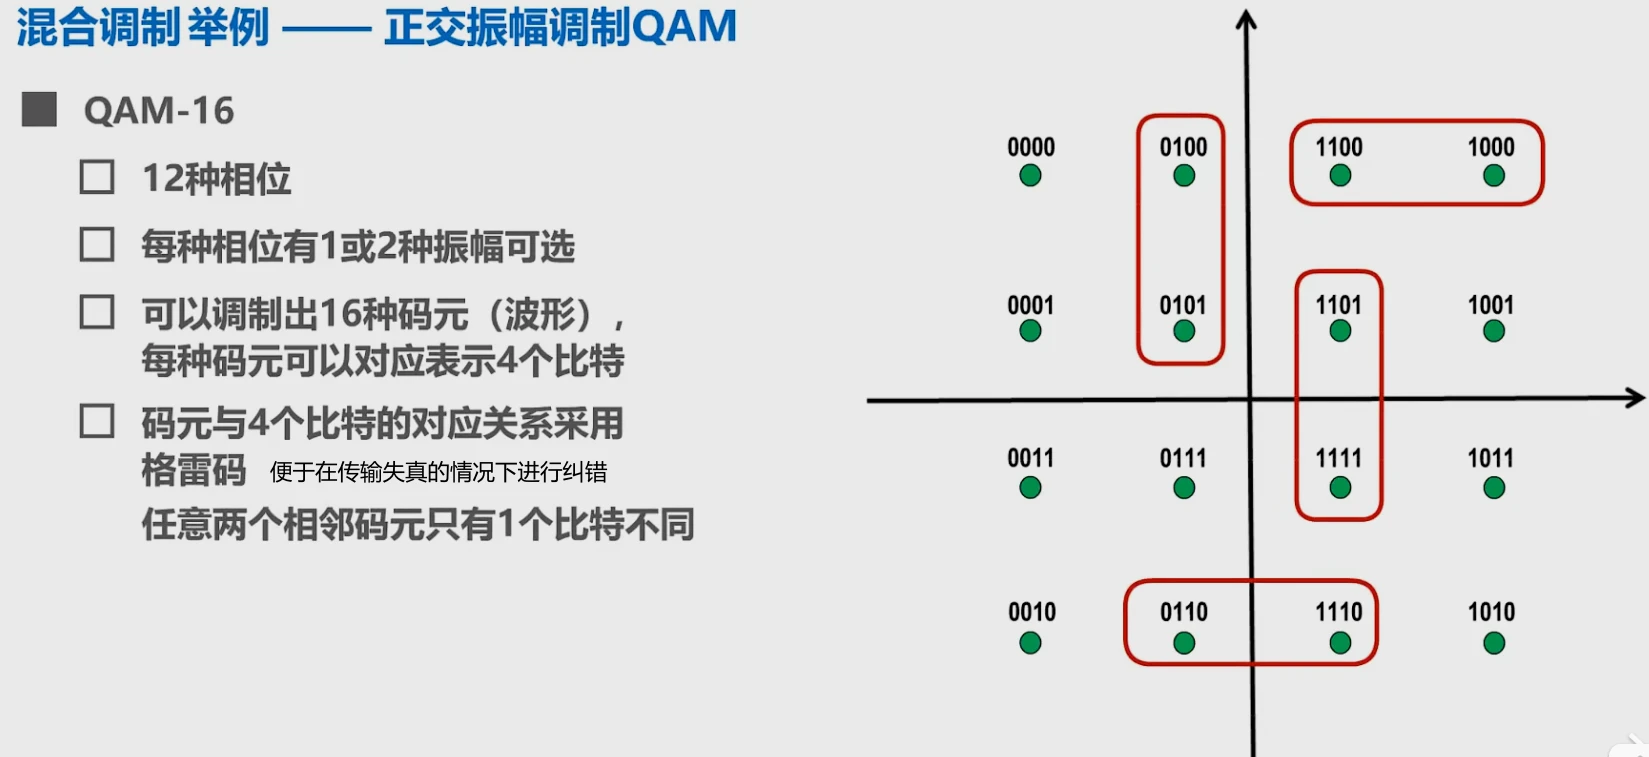 混合调制 举例 —— 正交振幅调制QAM
QAM-16
12种相位
每种相位有1或2种振幅可选
可以调制出16种码元（波形）,
每种码元可以对应表示4个比特
码元与4个比特的对应关系采用
格雷码 便于在传输失真的情况下进行纠错
任意两个相邻码元只有1个比特不同
0000 0100 1100 1000
0001 0101 1101 1001
0011 0111 1111 1011
0010 0110 1110 1010